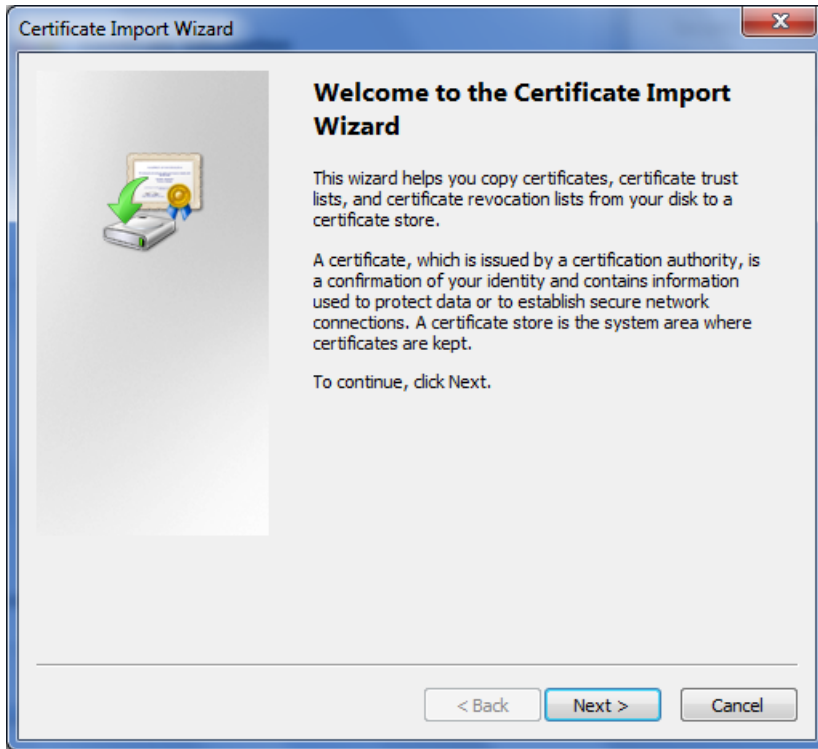 Certificate Import Wizard
Welcome to the Certificate Import
Wizard
This wizard helps you copy certificates, certificate trust
lists, and certificate revocation lists from your disk to a
certificate store.
A certificate, which is issued by a certification authority, is
a confirmation of your identity and contains information
used to protect data or to establish secure network
connections. A certificate store is the system area where
certificates are kept.
To continue, click Next.
< Back
Next >
Cancel